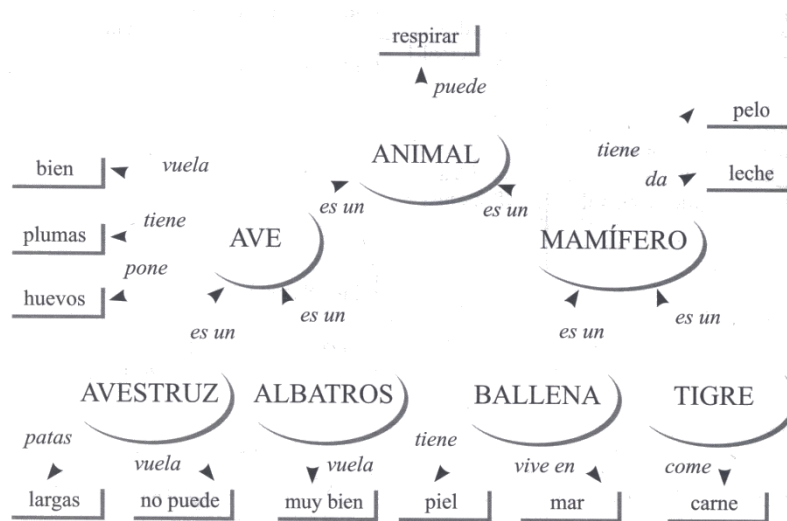 respirar
puede
pelo
ANIMAL
tiene
bien
vuela
da
leche
es un
es un
plumas
tiene
AVE
MAMÍFERO
pone
huevos
es un
es un
es un
es un
AVESTRUZ
ALBATROS
BALLENA
TIGRE
patas
vuela
vuela
tiene
vive en
come
largas
no puede
muy bien
piel
mar
carne